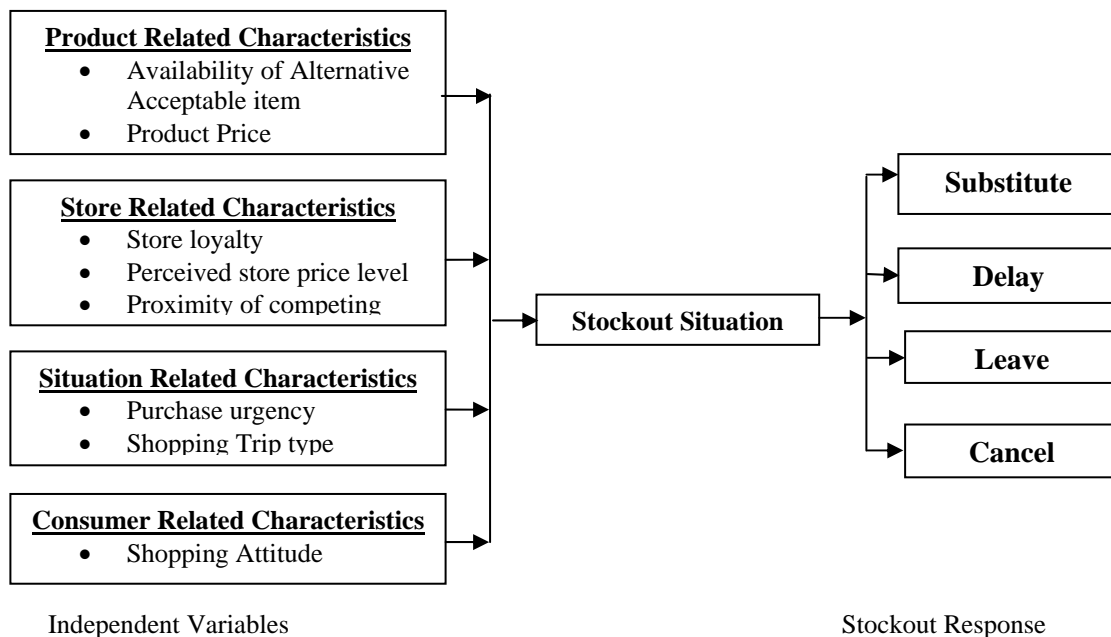 Product Related Characteristics
• Availability of Alternative
Acceptable item
• Product Price
Store Related Characteristics
• Store loyalty
• Perceived store price level
• Proximity of competing
Situation Related Characteristics
• Purchase urgency
• Shopping Trip type
Consumer Related Characteristics
• Shopping Attitude
Stockout Situation
Substitute
Delay
Leave
Cancel
Independent Variables
Stockout Response